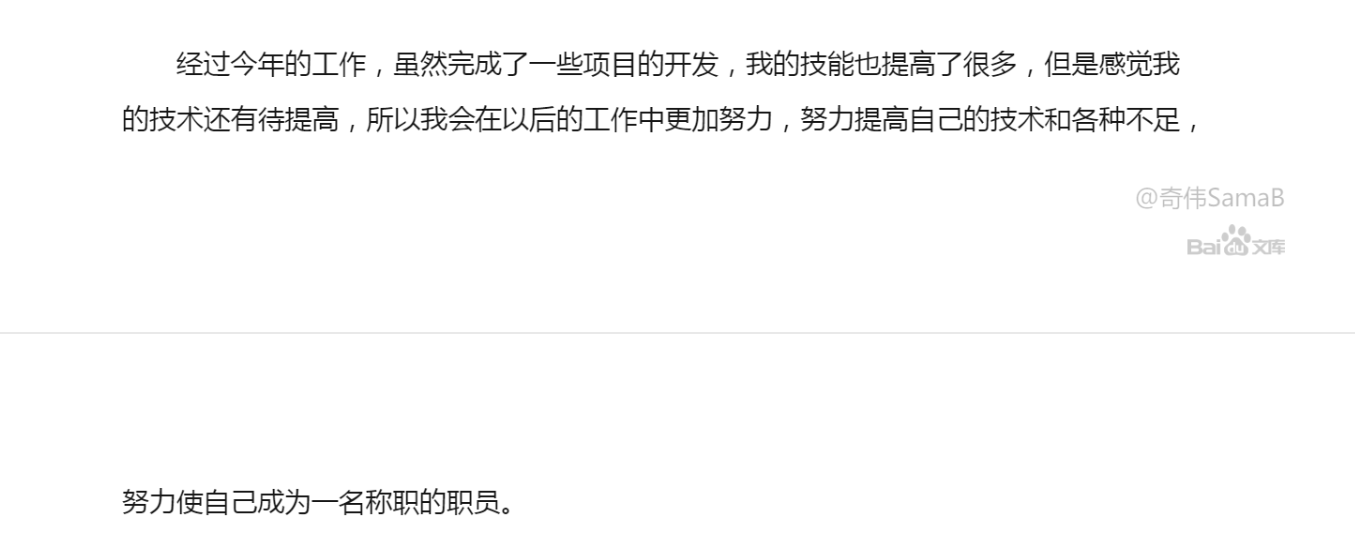 经过今年的工作，虽然完成了一些项目的开发，我的技能也提高了很多，但是感觉我
的技术还有待提高，所以我会在以后的工作中更加努力，努力提高自己的技术和各种不足，
@奇伟SamaB
Baidu文库
努力使自己成为一名称职的职员。